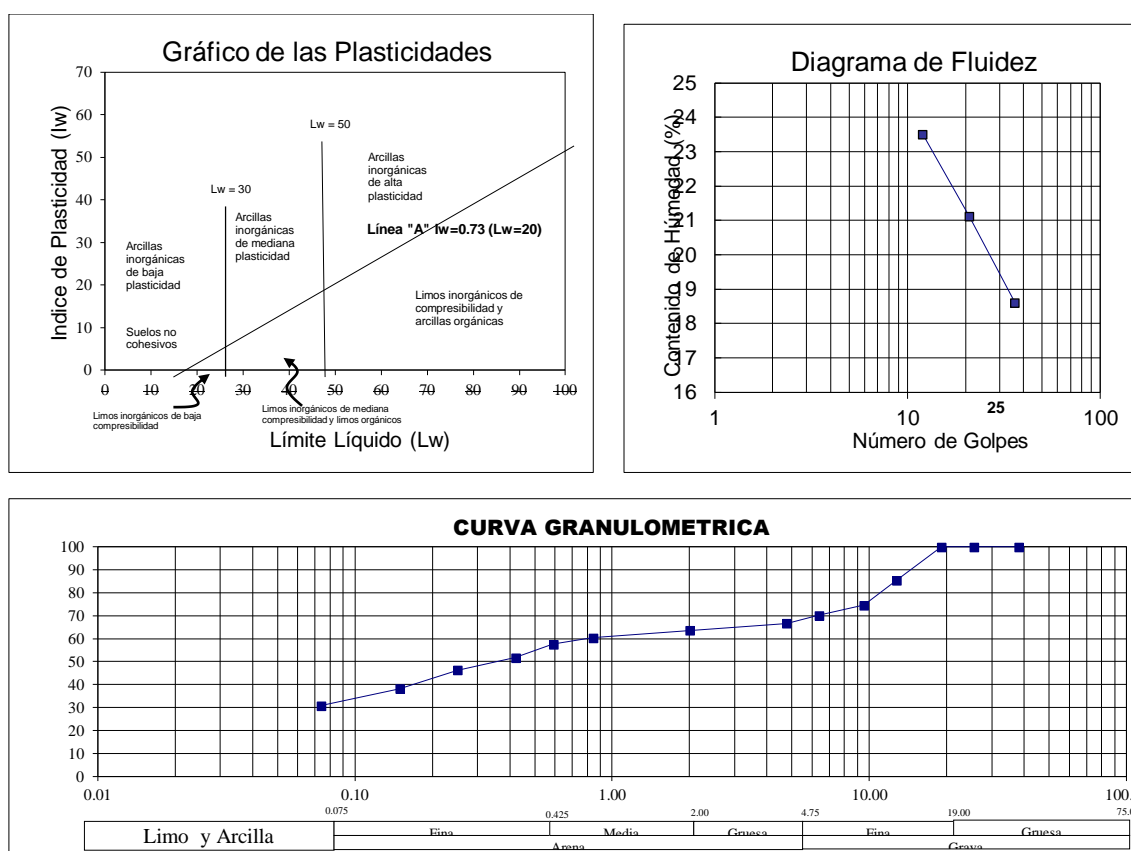 Gráfico de las Plasticidades
Indice de Plasticidad (Iw)
70
60
50
40
30
20
10
0
Lw = 50
Lw = 30
Arcillas
inorgánicas
de alta
plasticidad
Arcillas
inorgánicas
de mediana
plasticidad
Línea "A" Iw=0.73 (Lw=20)
Arcillas
inorgánicas
de baja
plasticidad
Limos inorgánicos de
compresibilidad y
arcillas orgánicas
Suelos no
cohesivos
0 10 20 30 40 50 60 70 80 90 100
Limos inorgánicos de baja
compresibilidad
Limos inorgánicos de mediana
compresibilidad y limos orgánicos
Límite Líquido (Lw)
Diagrama de Fluidez
Contenido de Húmedad (%)
25
24
23
22
21
20
19
18
17
16
1 10 25 100
Número de Golpes
CURVA GRANULOMETRICA
100
90
80
70
60
50
40
30
20
10
0
0.01 0.10 1.00 10.00 100.
0.075 0.425 2.00 4.75 19.00 75.0
Limo y Arcilla Fina Media Gruesa Fina Gruesa
Arena Grava